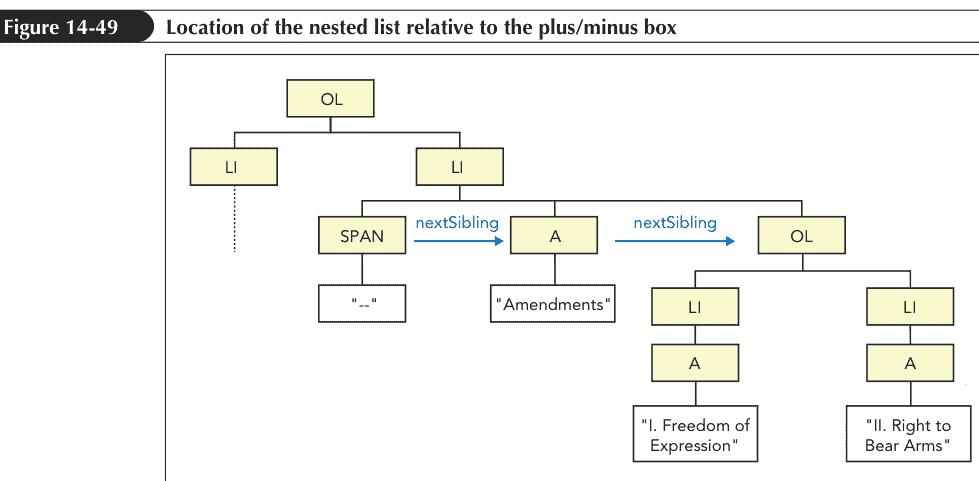 Figure 14-49 Location of the nested list relative to the plus/minus box
OL
LI LI
nextSibling nextSibling
SPAN A OL
"--" "Amendments"
LI LI
A A
"I. Freedom of
Expression"
"II. Right to
Bear Arms"